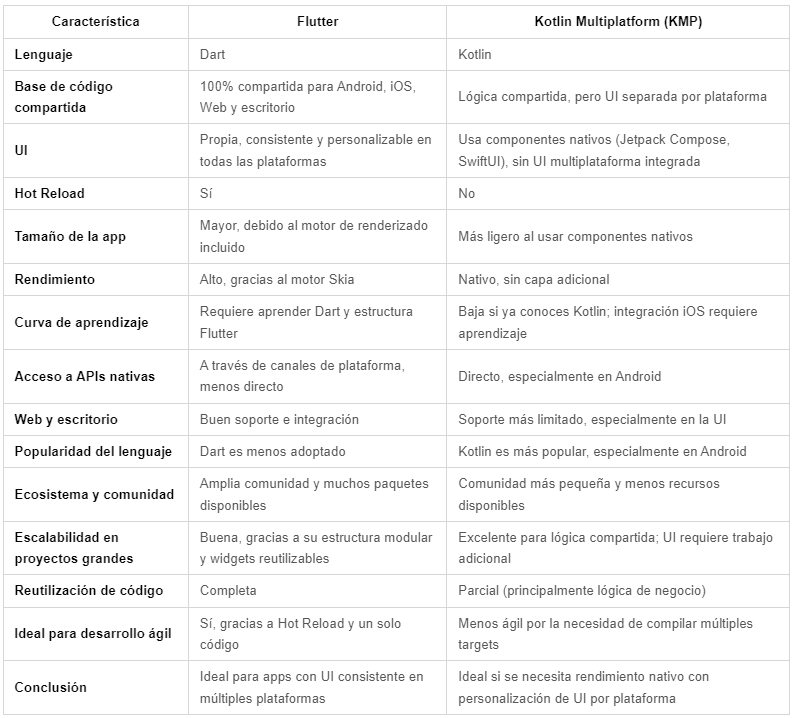 Característica Flutter Kotlin Multiplatform (KMP)
Lenguaje Dart Kotlin
Base de código compartida 100% compartida para Android, iOS, Web y escritorio Lógica compartida, pero UI separada por plataforma
UI Propia, consistente y personalizable en todas las plataformas Usa componentes nativos (Jetpack Compose, SwiftUI), sin UI multiplataforma integrada
Hot Reload Sí No
Tamaño de la app Mayor, debido al motor de renderizado incluido Más ligero al usar componentes nativos
Rendimiento Alto, gracias al motor Skia Nativo, sin capa adicional
Curva de aprendizaje Requiere aprender Dart y estructura Flutter Baja si ya conoces Kotlin; integración iOS requiere aprendizaje
Acceso a APIs nativas A través de canales de plataforma, menos directo Directo, especialmente en Android
Web y escritorio Buen soporte e integración Soporte más limitado, especialmente en la UI
Popularidad del lenguaje Dart es menos adoptado Kotlin es más popular, especialmente en Android
Ecosistema y comunidad Amplia comunidad y muchos paquetes disponibles Comunidad más pequeña y menos recursos disponibles
Escalabilidad en proyectos grandes Buena, gracias a su estructura modular y widgets reutilizables Excelente para lógica compartida; UI requiere trabajo adicional
Reutilización de código Completa Parcial (principalmente lógica de negocio)
Ideal para desarrollo ágil Sí, gracias a Hot Reload y un solo código Menos ágil por la necesidad de compilar múltiples targets
Conclusión Ideal para apps con UI consistente en múltiples plataformas Ideal si se necesita rendimiento nativo con personalización de UI por plataforma